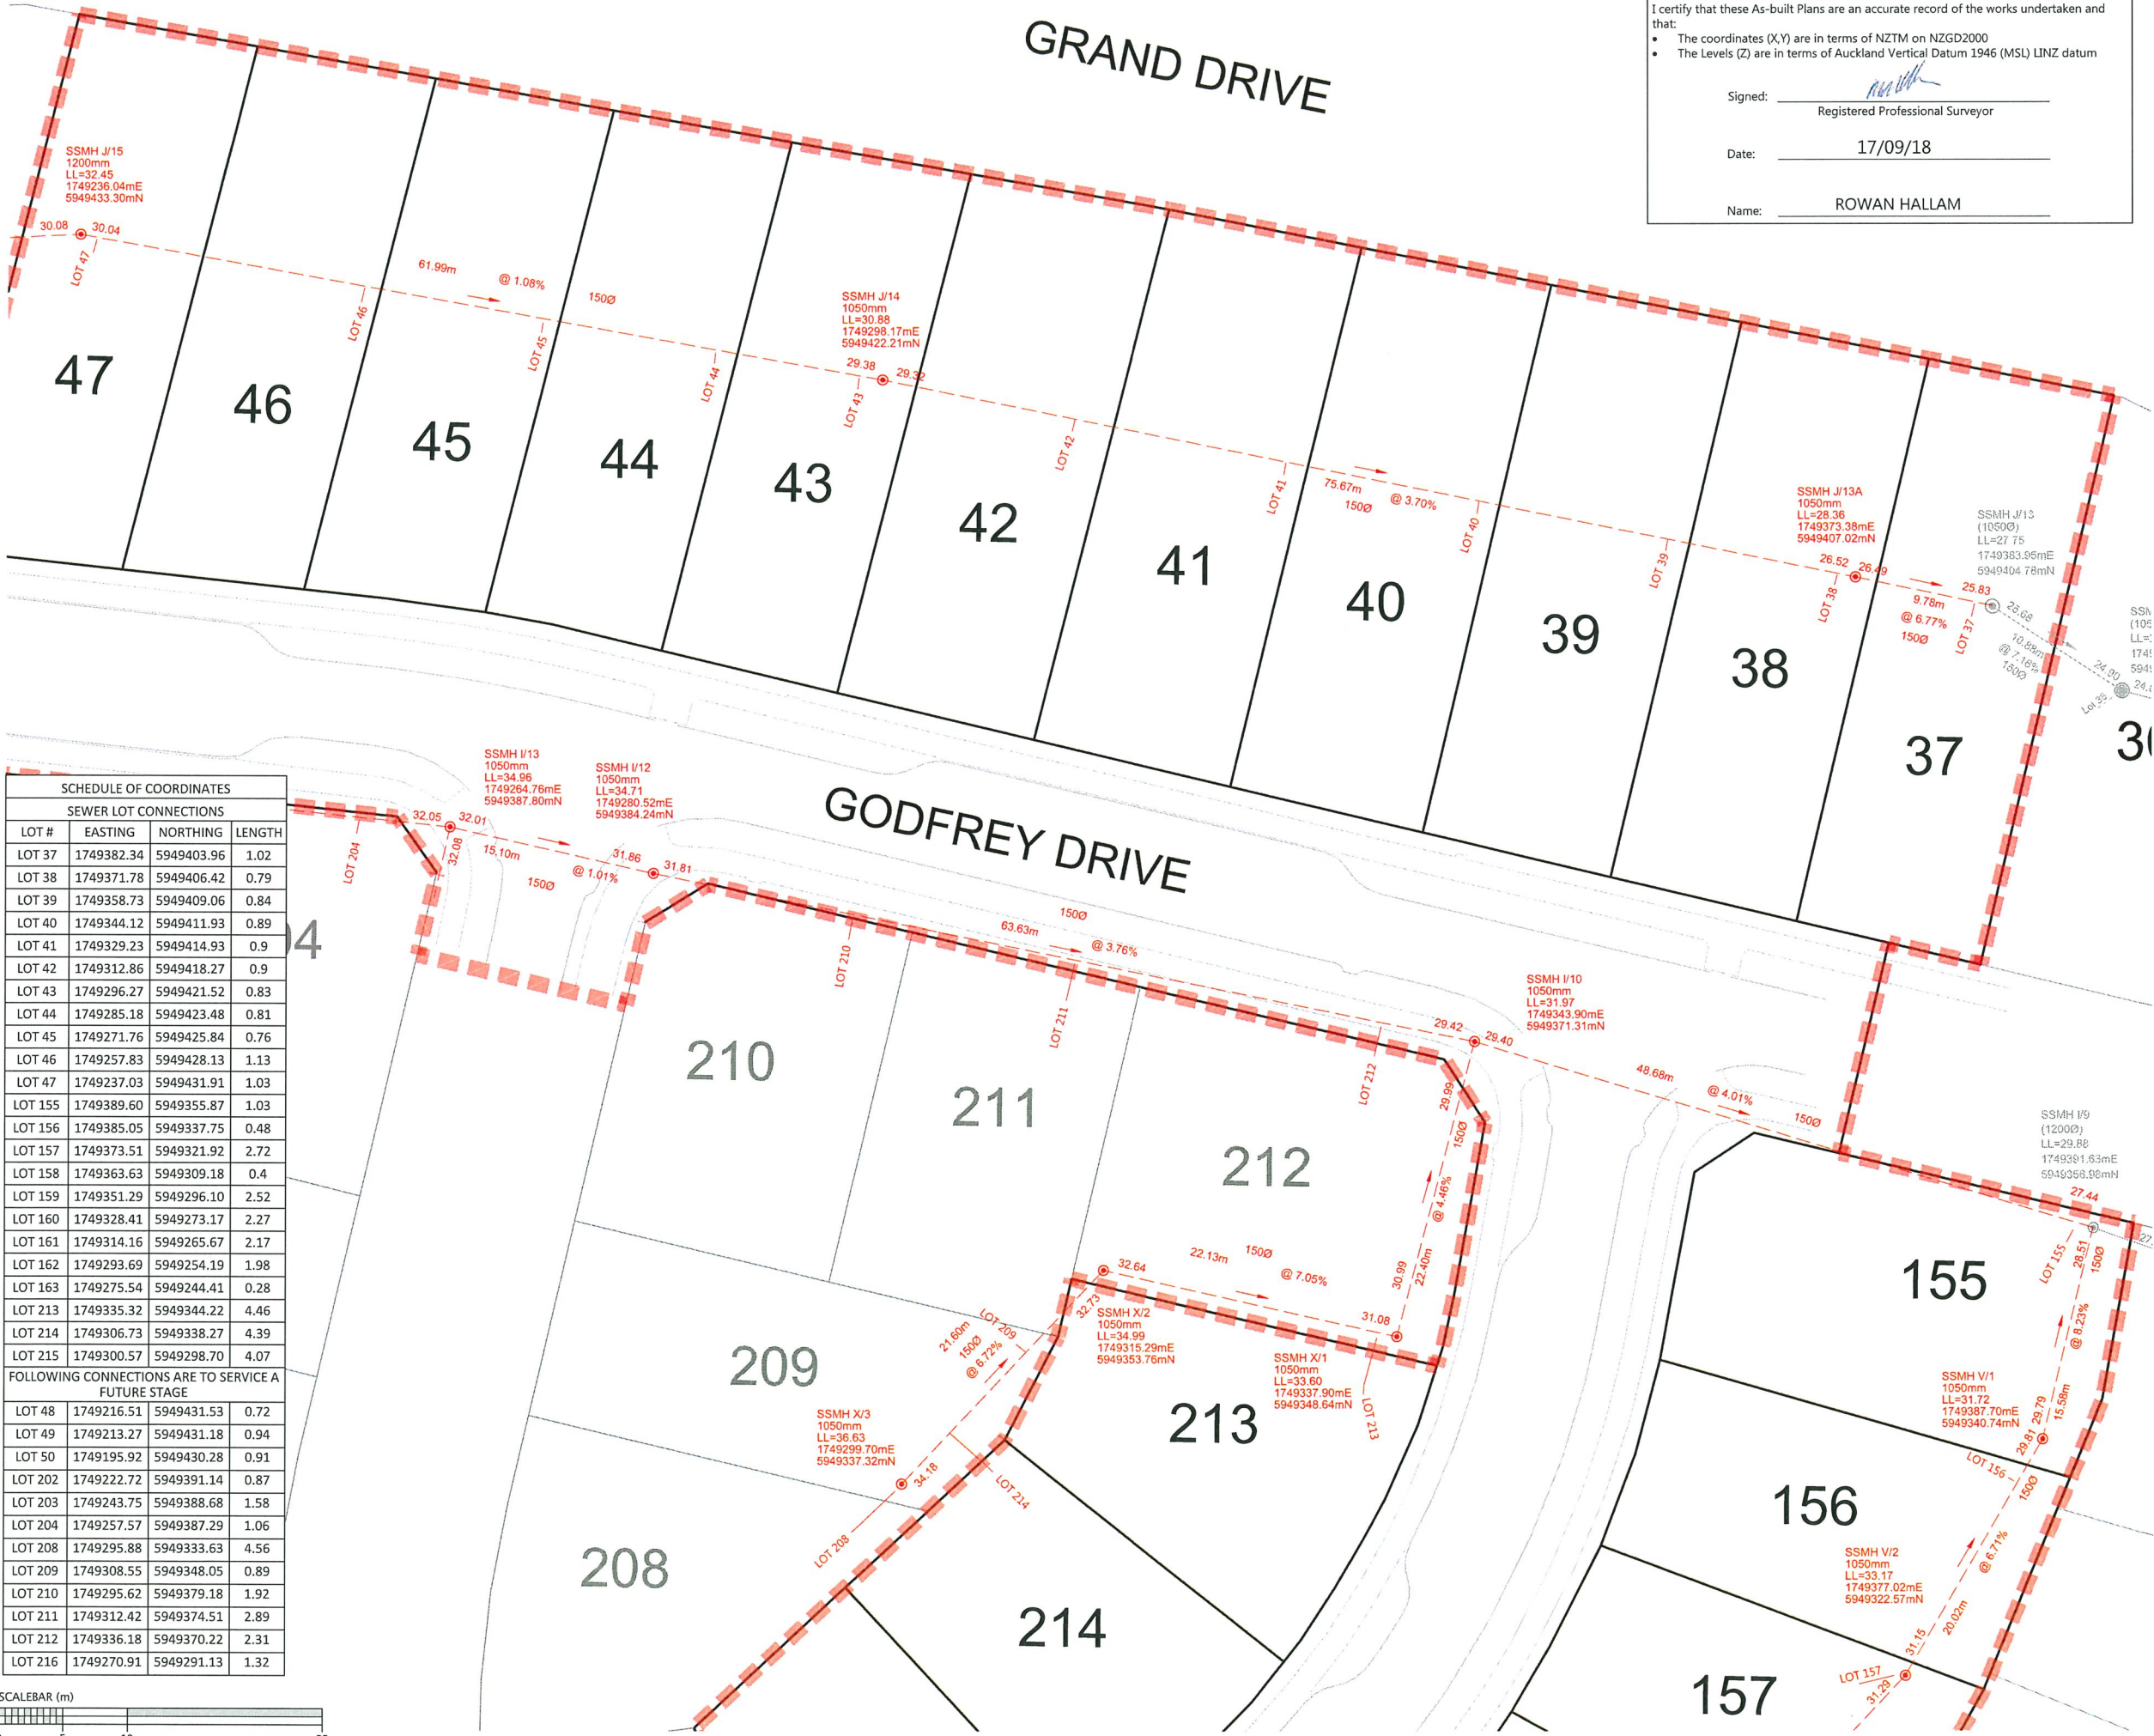 I certify that these As-built Plans are an accurate record of the works undertaken and
that:
• The coordinates (X,Y) are in terms of NZTM on NZGD2000
• The Levels (Z) are in terms of Auckland Vertical Datum 1946 (MSL) LINZ datum
Signed:
Registered Professional Surveyor
Date: 17/09/18
Name: ROWAN HALLAM
GRAND DRIVE
SSMH J/15
1200mm
LL=32.45
1749236.04mE
5949433.30mN
30.08
30.04
LOT 47
61.99m
@ 1.08%
150Ø
LOT 46
LOT 45
LOT 44
LOT 43
SSMH J/14
1050mm
LL=30.88
1749298.17mE
5949422.21mN
29.38
29.32
LOT 42
LOT 41
75.67m
@ 3.70%
150Ø
LOT 40
LOT 39
SSMH J/13A
1050mm
LL=28.36
1749373.38mE
5949407.02mN
26.52
26.49
LOT 38
9.78m
@ 6.77%
150Ø
LOT 37
25.83
SSMH J/13
(1050Ø)
LL=27.75
1749383.95mE
5949404.78mN
25.68
10.88m
@ 7.16%
150Ø
24.90
47
46
45
44
43
42
41
40
39
38
37
GODFREY DRIVE
SSMH I/13
1050mm
LL=34.96
1749264.76mE
5949387.80mN
SSMH I/12
1050mm
LL=34.71
1749280.52mE
5949384.24mN
32.05
32.01
32.08
LOT 204
15.10m
150Ø
@ 1.01%
31.86
31.81
LOT 210
63.63m
150Ø
@ 3.76%
LOT 211
LOT 212
SSMH I/10
1050mm
LL=31.97
1749343.90mE
5949371.31mN
29.42
29.40
29.99
48.68m
@ 4.01%
150Ø
SSMH I/9
(1200Ø)
LL=29.88
1749391.63mE
5949356.98mN
27.44
210
211
212
150Ø
@ 4.46%
22.40m
30.99
32.64
22.13m
150Ø
@ 7.05%
31.08
32.73
SSMH X/2
1050mm
LL=34.99
1749315.29mE
5949353.76mN
SSMH X/1
1050mm
LL=33.60
1749337.90mE
5949348.64mN
LOT 213
LOT 209
21.60m
150Ø
@ 6.72%
SSMH X/3
1050mm
LL=36.63
1749299.70mE
5949337.32mN
34.18
LOT 214
LOT 208
209
213
208
214
155
LOT 155
28.51
150Ø
@ 8.23%
15.58m
SSMH V/1
1050mm
LL=31.72
1749387.70mE
5949340.74mN
29.79
29.81
LOT 156
150Ø
156
@ 6.71%
SSMH V/2
1050mm
LL=33.17
1749377.02mE
5949322.57mN
20.02m
31.15
LOT 157
31.29
157
SCHEDULE OF COORDINATES
SEWER LOT CONNECTIONS
LOT # EASTING NORTHING LENGTH
LOT 37 1749382.34 5949403.96 1.02
LOT 38 1749371.78 5949406.42 0.79
LOT 39 1749358.73 5949409.06 0.84
LOT 40 1749344.12 5949411.93 0.89
LOT 41 1749329.23 5949414.93 0.9
LOT 42 1749312.86 5949418.27 0.9
LOT 43 1749296.27 5949421.52 0.83
LOT 44 1749285.18 5949423.48 0.81
LOT 45 1749271.76 5949425.84 0.76
LOT 46 1749257.83 5949428.13 1.13
LOT 47 1749237.03 5949431.91 1.03
LOT 155 1749389.60 5949355.87 1.03
LOT 156 1749385.05 5949337.75 0.48
LOT 157 1749373.51 5949321.92 2.72
LOT 158 1749363.63 5949309.18 0.4
LOT 159 1749351.29 5949296.10 2.52
LOT 160 1749328.41 5949273.17 2.27
LOT 161 1749314.16 5949265.67 2.17
LOT 162 1749293.69 5949254.19 1.98
LOT 163 1749275.54 5949244.41 0.28
LOT 213 1749335.32 5949344.22 4.46
LOT 214 1749306.73 5949338.27 4.39
LOT 215 1749300.57 5949298.70 4.07
FOLLOWING CONNECTIONS ARE TO SERVICE A
FUTURE STAGE
LOT 48 1749216.51 5949431.53 0.72
LOT 49 1749213.27 5949431.18 0.94
LOT 50 1749195.92 5949430.28 0.91
LOT 202 1749222.72 5949391.14 0.87
LOT 203 1749243.75 5949388.68 1.58
LOT 204 1749257.57 5949387.29 1.06
LOT 208 1749295.88 5949333.63 4.56
LOT 209 1749308.55 5949348.05 0.89
LOT 210 1749295.62 5949379.18 1.92
LOT 211 1749312.42 5949374.51 2.89
LOT 212 1749336.18 5949370.22 2.31
LOT 216 1749270.91 5949291.13 1.32
SCALEBAR (m)